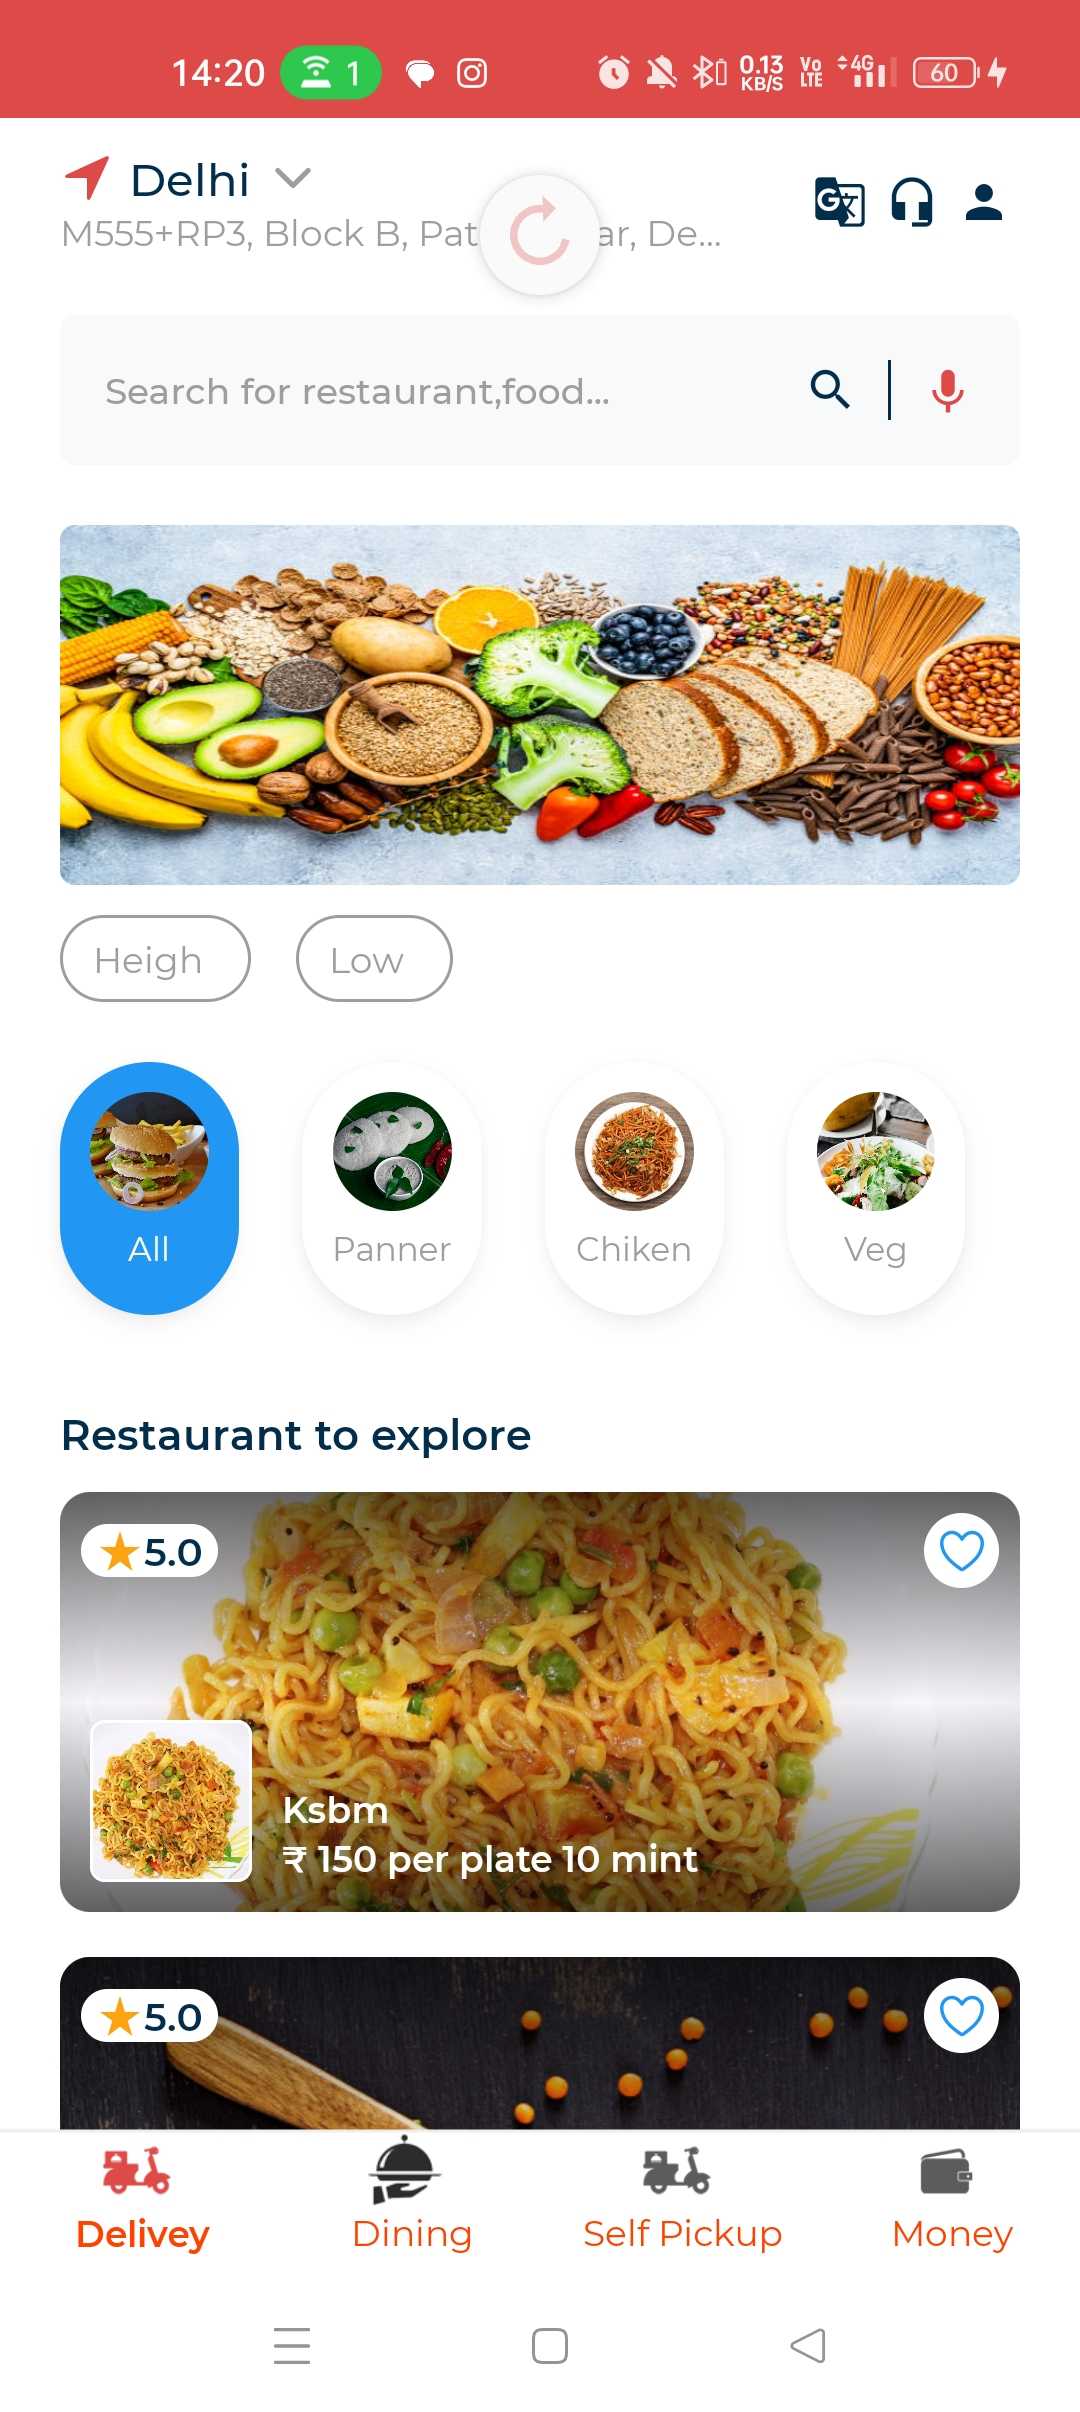 14:20 1 0.13 KB/S Vo LTE 4G 60
Delhi
M555+RP3, Block B, Pat ar, De...
Search for restaurant,food...
Heigh Low
All Panner Chiken Veg
Restaurant to explore
5.0
Ksbm
₹ 150 per plate 10 mint
5.0
Delivey Dining Self Pickup Money